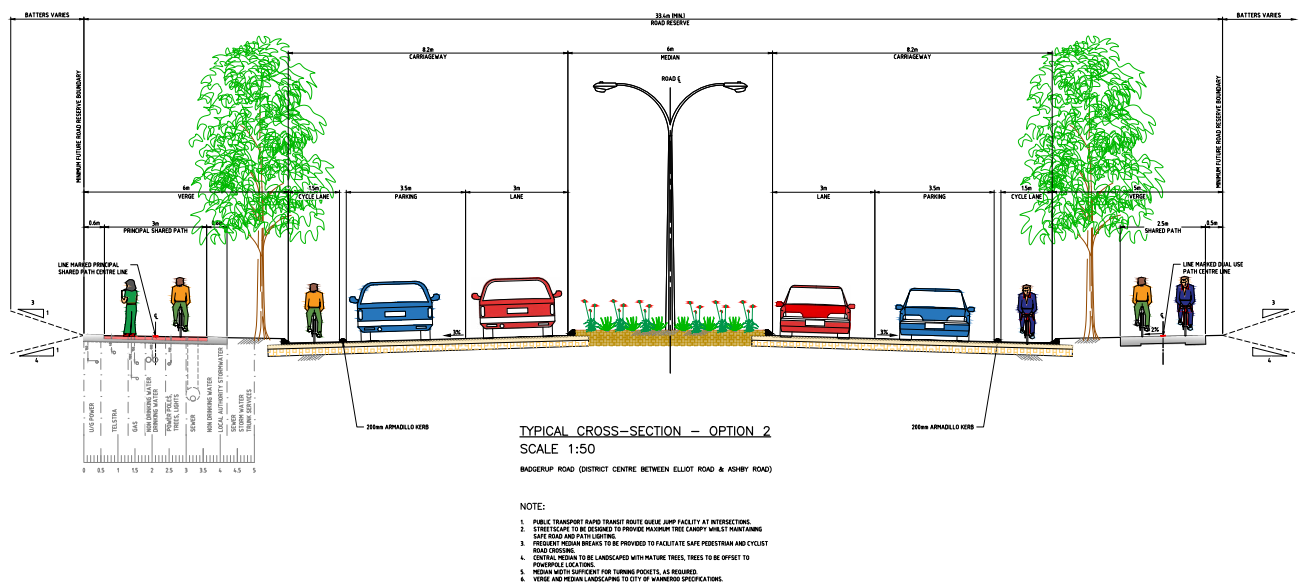 BATTERS VARIES
33.4m (MIN.)
ROAD RESERVE
BATTERS VARIES
8.2m
CARRIAGEWAY
6m
MEDIAN
8.2m
CARRIAGEWAY
ROAD ℄
MINIMUM FUTURE ROAD RESERVE BOUNDARY
MINIMUM FUTURE ROAD RESERVE BOUNDARY
6m
VERGE
1.5m
CYCLE LANE
3.5m
PARKING
3m
LANE
3m
LANE
3.5m
PARKING
1.5m
CYCLE LANE
5m
VERGE
0.6m
3m
PRINCIPAL SHARED PATH
0.6m
2.5m
SHARED PATH
0.5m
LINE MARKED PRINCIPAL
SHARED PATH CENTRE LINE
LINE MARKED DUAL USE
PATH CENTRE LINE
℄
℄
3
1
3
1
3%
3%
2%
1
4
1
4
U/G POWER
TELSTRA
GAS
NON DRINKING WATER
DRINKING WATER
POWER POLES,
TREES, LIGHTS
SEWER
NON DRINKING WATER
LOCAL AUTHORITY STORMWATER
SEWER
STORM WATER
TRUNK SERVICES
0 0.5 1 1.5 2 2.5 3 3.5 4 4.5 5
200mm ARMADILLO KERB
200mm ARMADILLO KERB
TYPICAL CROSS-SECTION - OPTION 2
SCALE 1:50
BADGERUP ROAD (DISTRICT CENTRE BETWEEN ELLIOT ROAD & ASHBY ROAD)
NOTE:
1. PUBLIC TRANSPORT RAPID TRANSIT ROUTE QUEUE JUMP FACILITY AT INTERSECTIONS.
2. STREETSCAPE TO BE DESIGNED TO PROVIDE MAXIMUM TREE CANOPY WHILST MAINTAINING
SAFE ROAD AND PATH LIGHTING.
3. FREQUENT MEDIAN BREAKS TO BE PROVIDED TO FACILITATE SAFE PEDESTRIAN AND CYCLIST
ROAD CROSSING.
4. CENTRAL MEDIAN TO BE LANDSCAPED WITH MATURE TREES, TREES TO BE OFFSET TO
POWERPOLE LOCATIONS.
5. MEDIAN WIDTH SUFFICIENT FOR TURNING POCKETS, AS REQUIRED.
6. VERGE AND MEDIAN LANDSCAPING TO CITY OF WANNEROO SPECIFICATIONS.